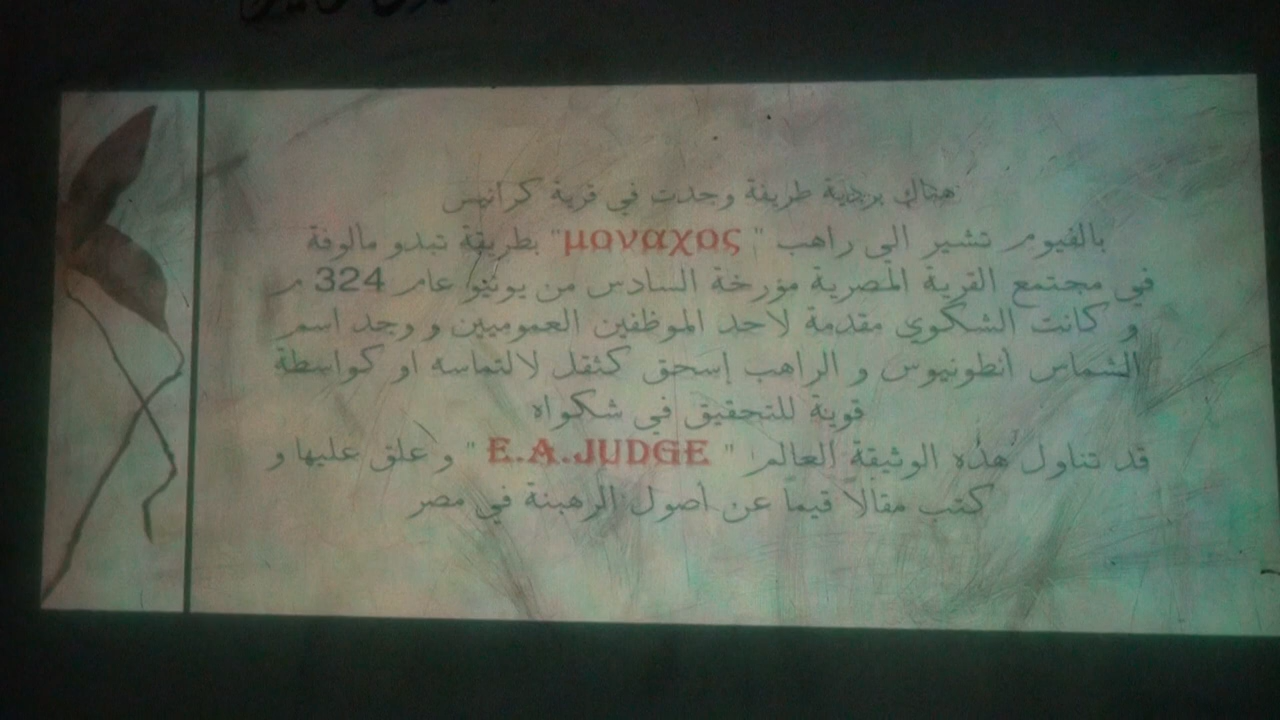 هناك بردية طريفة وجدت في قرية كرانيس
بالفيوم تشير الى راهب " μοναχος" بطريقة تبدو مالوفة
في مجتمع القرية المصرية مؤرخة السادس من يونيو عام 324 م
و كانت الشكوى مقدمة لاحد الموظفين العموميين و وجد اسم
الشماس أنطونيوس و الراهب إسحق كثقل لالتماسه او كواسطة
قوية للتحقيق في شكواه
قد تناول هذه الوثيقة العالم " E.A.JUDGE " و علق عليها و
كتب مقالاً قيماً عن أصول الرهبنة في مصر